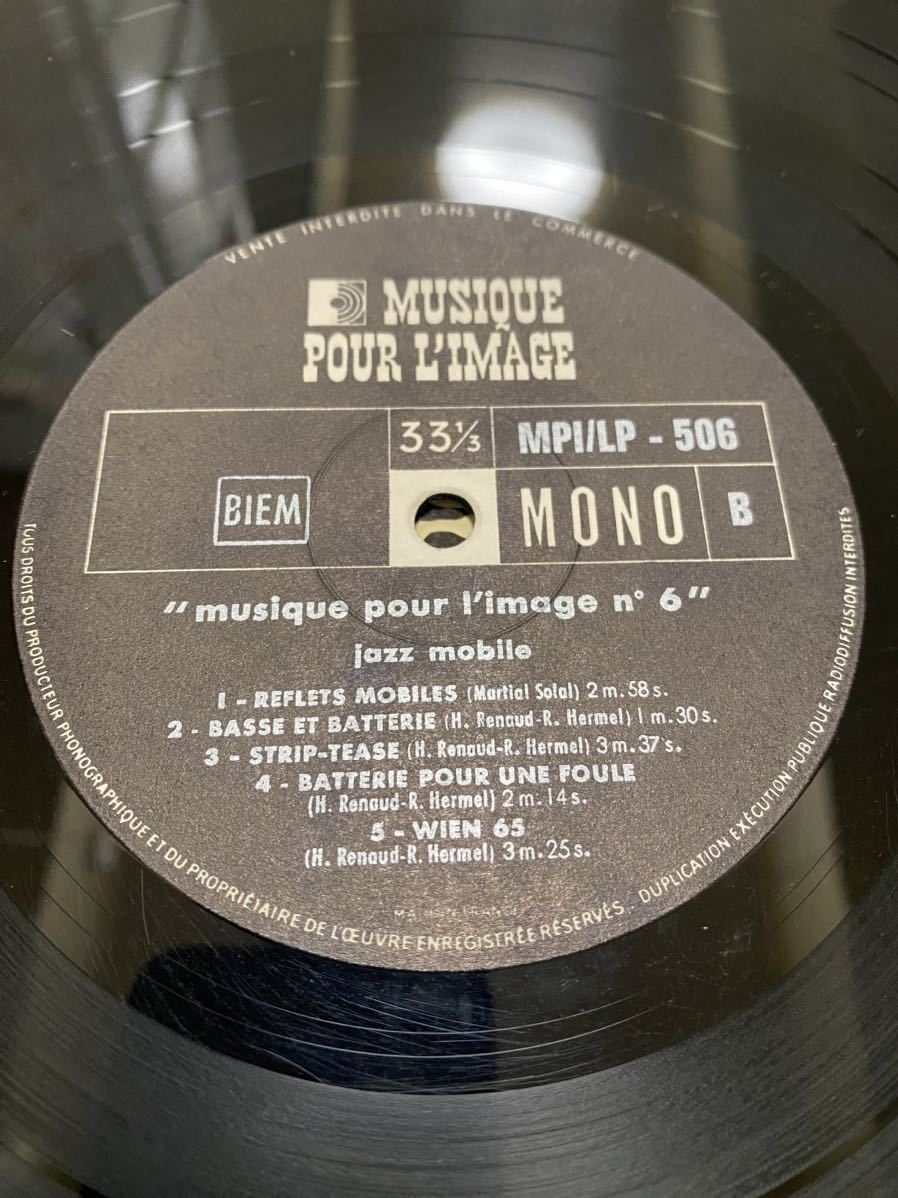 VENTE INTERDITE DANS LE COMMERCE
MUSIQUE
POUR L'IMAGE
BIEM
33 1/3
MPI/LP - 506
MONO
B
"musique pour l'image n° 6"
jazz mobile
1 - REFLETS MOBILES (Martial Solal) 2 m. 58 s.
2 - BASSE ET BATTERIE (H. Renaud-R. Hermel) 1 m. 30 s.
3 - STRIP-TEASE (H. Renaud-R. Hermel) 3 m. 37 s.
4 - BATTERIE POUR UNE FOULE
(H. Renaud-R. Hermel) 2 m. 14 s.
5 - WIEN 65
(H. Renaud-R. Hermel) 3 m. 25 s.
TOUS DROITS DU PRODUCTEUR PHONOGRAPHIQUE ET DU PROPRIÉTAIRE DE L'ŒUVRE ENREGISTRÉE RÉSERVÉS. DUPLICATION EXÉCUTION PUBLIQUE RADIODIFFUSION INTERDITES